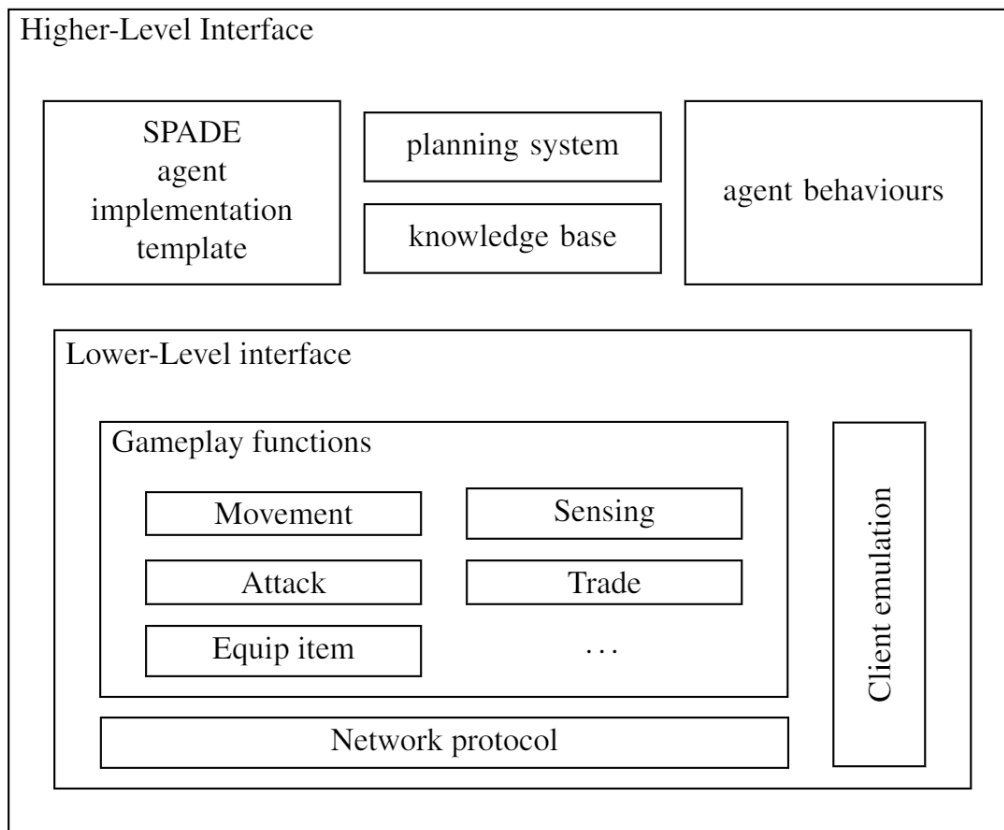 Higher-Level Interface
SPADE
agent
implementation
template
planning system
knowledge base
agent behaviours
Lower-Level interface
Gameplay functions
Movement
Sensing
Attack
Trade
Equip item
...
Network protocol
Client emulation